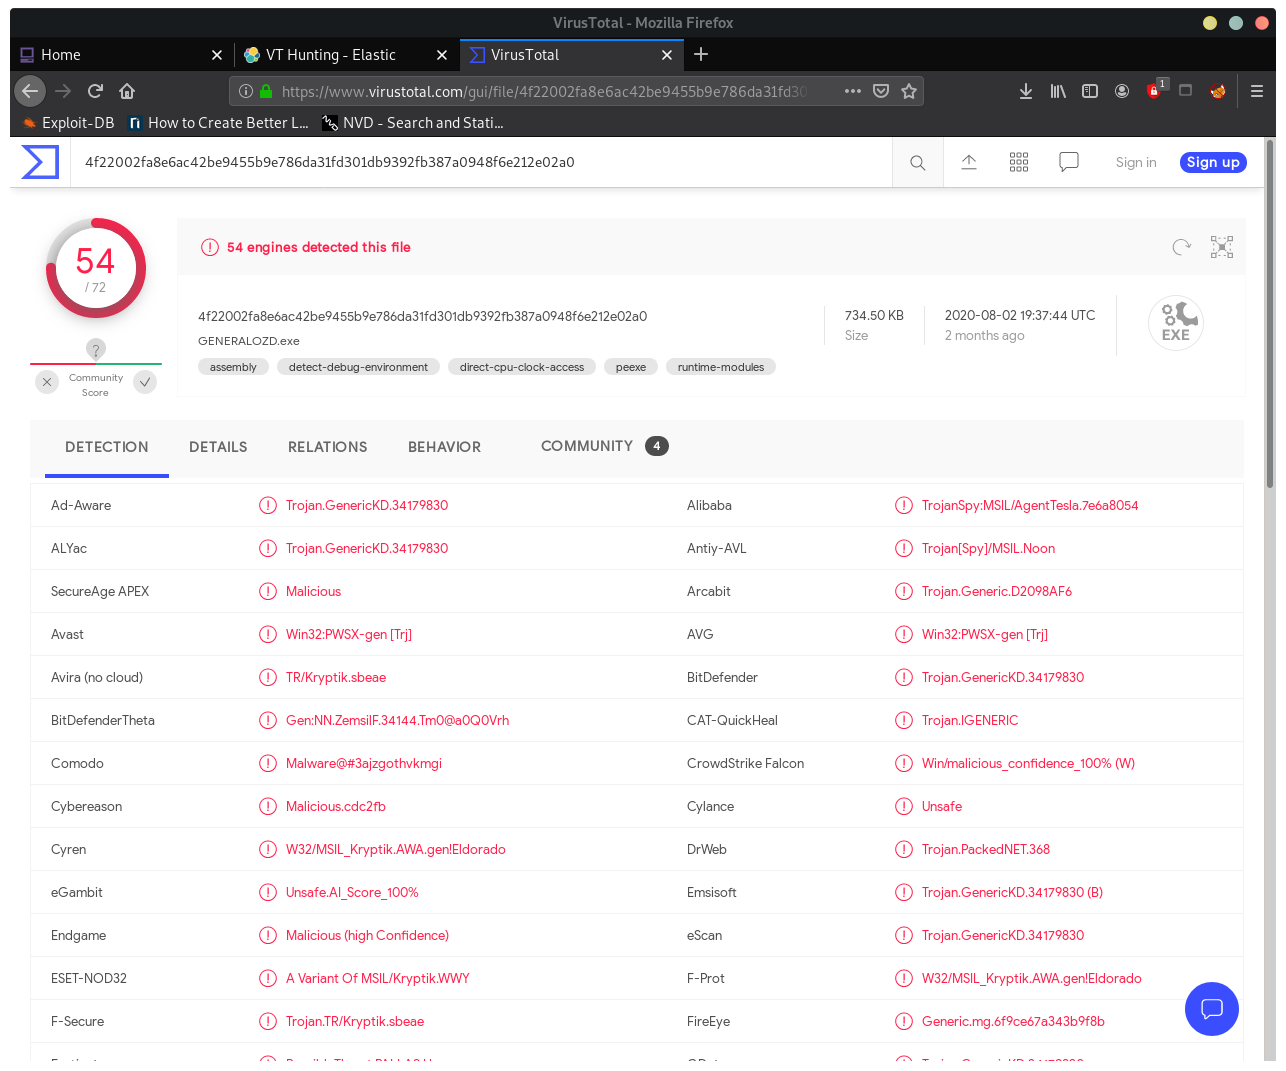 VirusTotal - Mozilla Firefox
Home
VT Hunting - Elastic
VirusTotal
https://www.virustotal.com/gui/file/4f22002fa8e6ac42be9455b9e786da31fd30
1
Exploit-DB
How to Create Better L...
NVD - Search and Stati...
4f22002fa8e6ac42be9455b9e786da31fd301db9392fb387a0948f6e212e02a0
Sign in
Sign up
54
/ 72
?
Community
Score
54 engines detected this file
4f22002fa8e6ac42be9455b9e786da31fd301db9392fb387a0948f6e212e02a0
GENERALOZD.exe
assembly
detect-debug-environment
direct-cpu-clock-access
peexe
runtime-modules
734.50 KB
Size
2020-08-02 19:37:44 UTC
2 months ago
EXE
DETECTION
DETAILS
RELATIONS
BEHAVIOR
COMMUNITY 4
Ad-Aware Trojan.GenericKD.34179830 Alibaba TrojanSpy:MSIL/AgentTesla.7e6a8054
ALYac Trojan.GenericKD.34179830 Antiy-AVL Trojan[Spy]/MSIL.Noon
SecureAge APEX Malicious Arcabit Trojan.Generic.D2098AF6
Avast Win32:PWSX-gen [Trj] AVG Win32:PWSX-gen [Trj]
Avira (no cloud) TR/Kryptik.sbeae BitDefender Trojan.GenericKD.34179830
BitDefenderTheta Gen:NN.ZemsilF.34144.Tm0@a0Q0Vrh CAT-QuickHeal Trojan.IGENERIC
Comodo Malware@#3ajzgothvkmgi CrowdStrike Falcon Win/malicious_confidence_100% (W)
Cybereason Malicious.cdc2fb Cylance Unsafe
Cyren W32/MSIL_Kryptik.AWA.gen!Eldorado DrWeb Trojan.PackedNET.368
eGambit Unsafe.AI_Score_100% Emsisoft Trojan.GenericKD.34179830 (B)
Endgame Malicious (high Confidence) eScan Trojan.GenericKD.34179830
ESET-NOD32 A Variant Of MSIL/Kryptik.WWY F-Prot W32/MSIL_Kryptik.AWA.gen!Eldorado
F-Secure Trojan.TR/Kryptik.sbeae FireEye Generic.mg.6f9ce67a343b9f8b